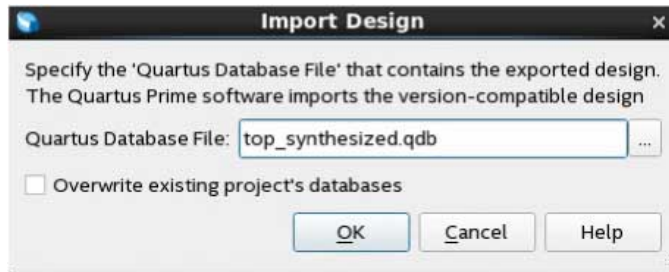 Import Design
Specify the 'Quartus Database File' that contains the exported design.
The Quartus Prime software imports the version-compatible design
Quartus Database File: top_synthesized.qdb ...
Overwrite existing project's databases
OK Cancel Help